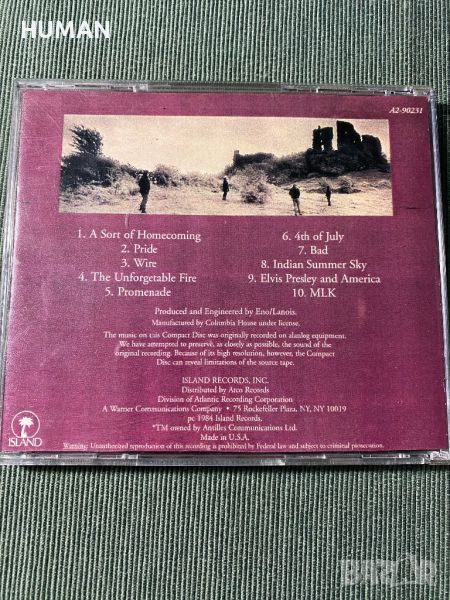 HUMAN
A2-90231
1. A Sort of Homecoming
2. Pride
3. Wire
4. The Unforgetable Fire
5. Promenade
6. 4th of July
7. Bad
8. Indian Summer Sky
9. Elvis Presley and America
10. MLK
Produced and Engineered by Eno/Lanois.
Manufactured by Columbia House under license.
The music on this Compact Disc was originally recorded on alanlog equipment.
We have attempted to preserve, as closely as possible, the sound of the
original recording. Because of its high resolution, however, the Compact
Disc can reveal limitations of the source tape.
ISLAND RECORDS, INC.
Distributed by Atco Records
Division of Atlantic Recording Corporation
A Warner Communications Company • 75 Rockefeller Plaza, NY, NY 10019
pc 1984 Island Records.
*TM owned by Antilles Communications Ltd.
Made in U.S.A.
ISLAND
Warning: Unauthorized reproduction of this recording is prohibited by Federal law and subject to criminal prosecution.
BAZAR